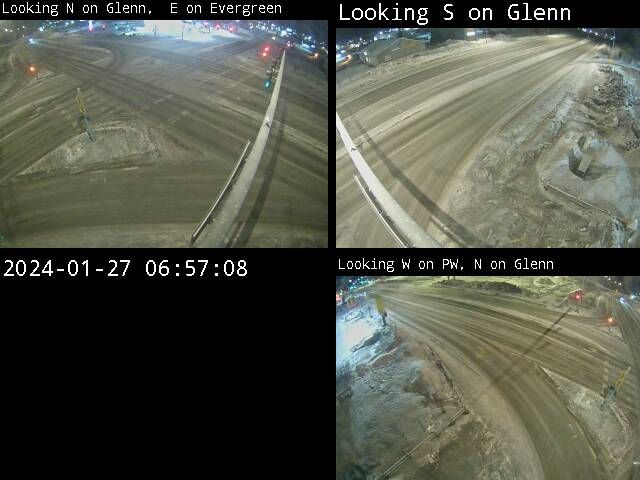 Looking N on Glenn,  E on Evergreen
Looking S on Glenn
2024-01-27 06:57:08
Looking W on PW, N on Glenn